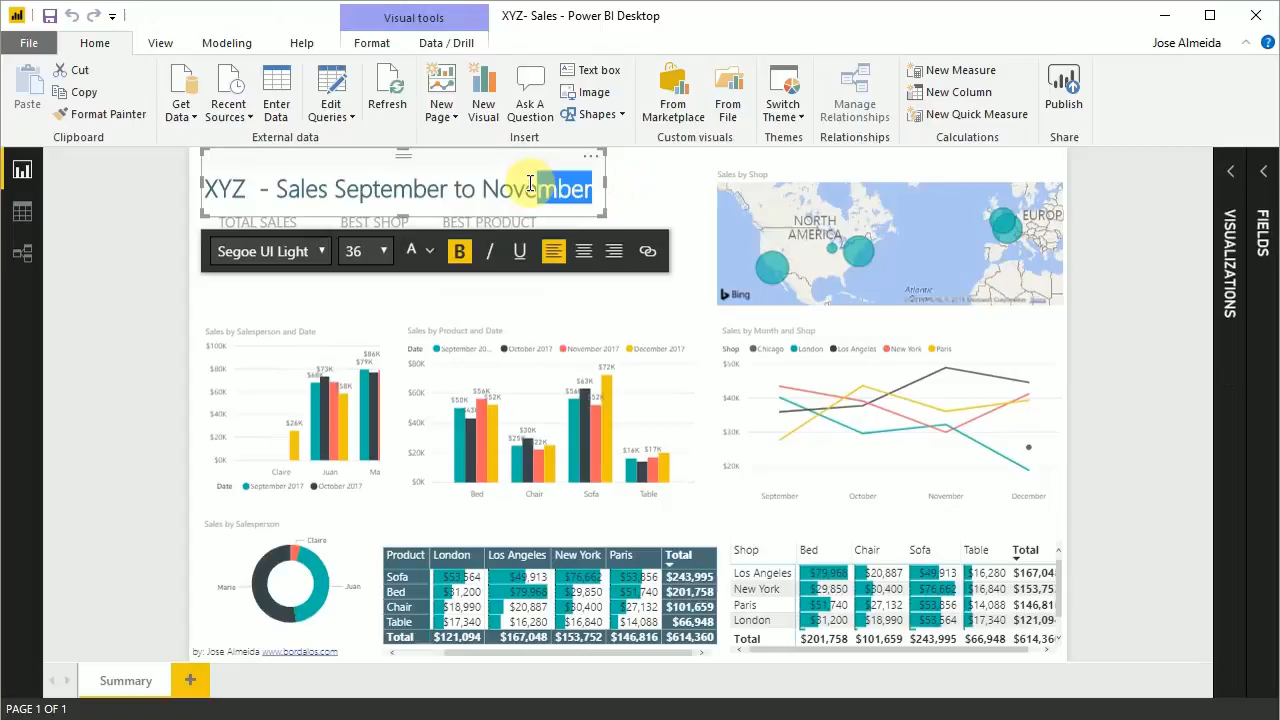 XYZ- Sales - Power BI Desktop
Visual tools
File Home View Modeling Help Format Data / Drill
Jose Almeida
Paste
Cut
Copy
Format Painter
Clipboard
Get Data
Recent Sources
Enter Data
Edit Queries
External data
Refresh
New Page
New Visual
Ask A Question
Text box
Image
Shapes
Insert
From Marketplace
From File
Custom visuals
Switch Theme
Themes
Manage Relationships
Relationships
New Measure
New Column
New Quick Measure
Calculations
Publish
Share
XYZ - Sales September to November
TOTAL SALES BEST SHOP BEST PRODUCT
Segoe UI Light 36 A B / U
Sales by Shop
NORTH AMERICA
EUROP
Atlantic
Bing
VISUALIZATIONS
FIELDS
Sales by Salesperson and Date
$100K
$80K
$60K
$40K
$20K
$0K
$26K
$73K
$8K
$79K
$86K
Claire Juan Ma
Date September 2017 October 2017
Sales by Product and Date
Date September 20... October 2017 November 2017 December 2017
$80K
$60K
$40K
$20K
$0K
$50K
$56K
$52K
$30K
$22K
$63K
$72K
$16K
$17K
Bed Chair Sofa Table
Sales by Month and Shop
Shop Chicago London Los Angeles New York Paris
$50K
$40K
$30K
$20K
September October November December
Sales by Salesperson
Claire
Marie
Juan
Product London Los Angeles New York Paris Total
Sofa $53,564 $49,913 $76,662 $53,856 $243,995
Bed $31,200 $79,968 $29,850 $51,740 $201,758
Chair $18,990 $20,887 $30,400 $27,132 $101,659
Table $17,340 $16,280 $16,840 $14,088 $66,948
Total $121,094 $167,048 $153,752 $146,816 $614,360
Shop Bed Chair Sofa Table Total
Los Angeles $79,968 $20,887 $49,913 $16,280 $167,04
New York $29,850 $30,400 $76,662 $16,840 $153,75
Paris $51,740 $27,132 $53,856 $14,088 $146,81
London $31,200 $18,990 $53,564 $17,340 $121,09
Total $201,758 $101,659 $243,995 $66,948 $614,36
by: Jose Almeida www.bordalos.com
Summary
PAGE 1 OF 1